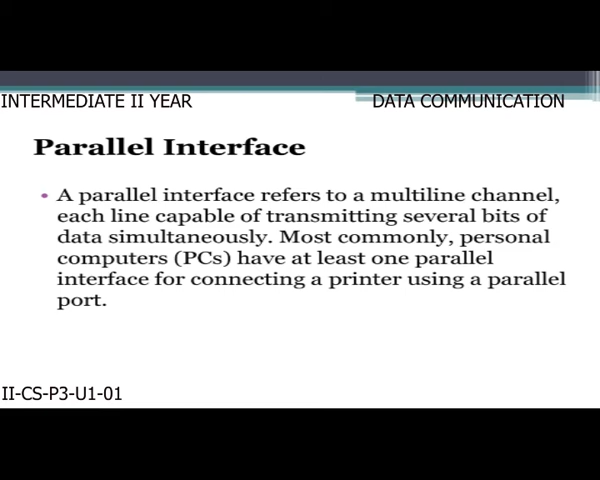 INTERMEDIATE II YEAR
DATA COMMUNICATION
Parallel Interface
• A parallel interface refers to a multiline channel,
each line capable of transmitting several bits of
data simultaneously. Most commonly, personal
computers (PCs) have at least one parallel
interface for connecting a printer using a parallel
port.
II-CS-P3-U1-01